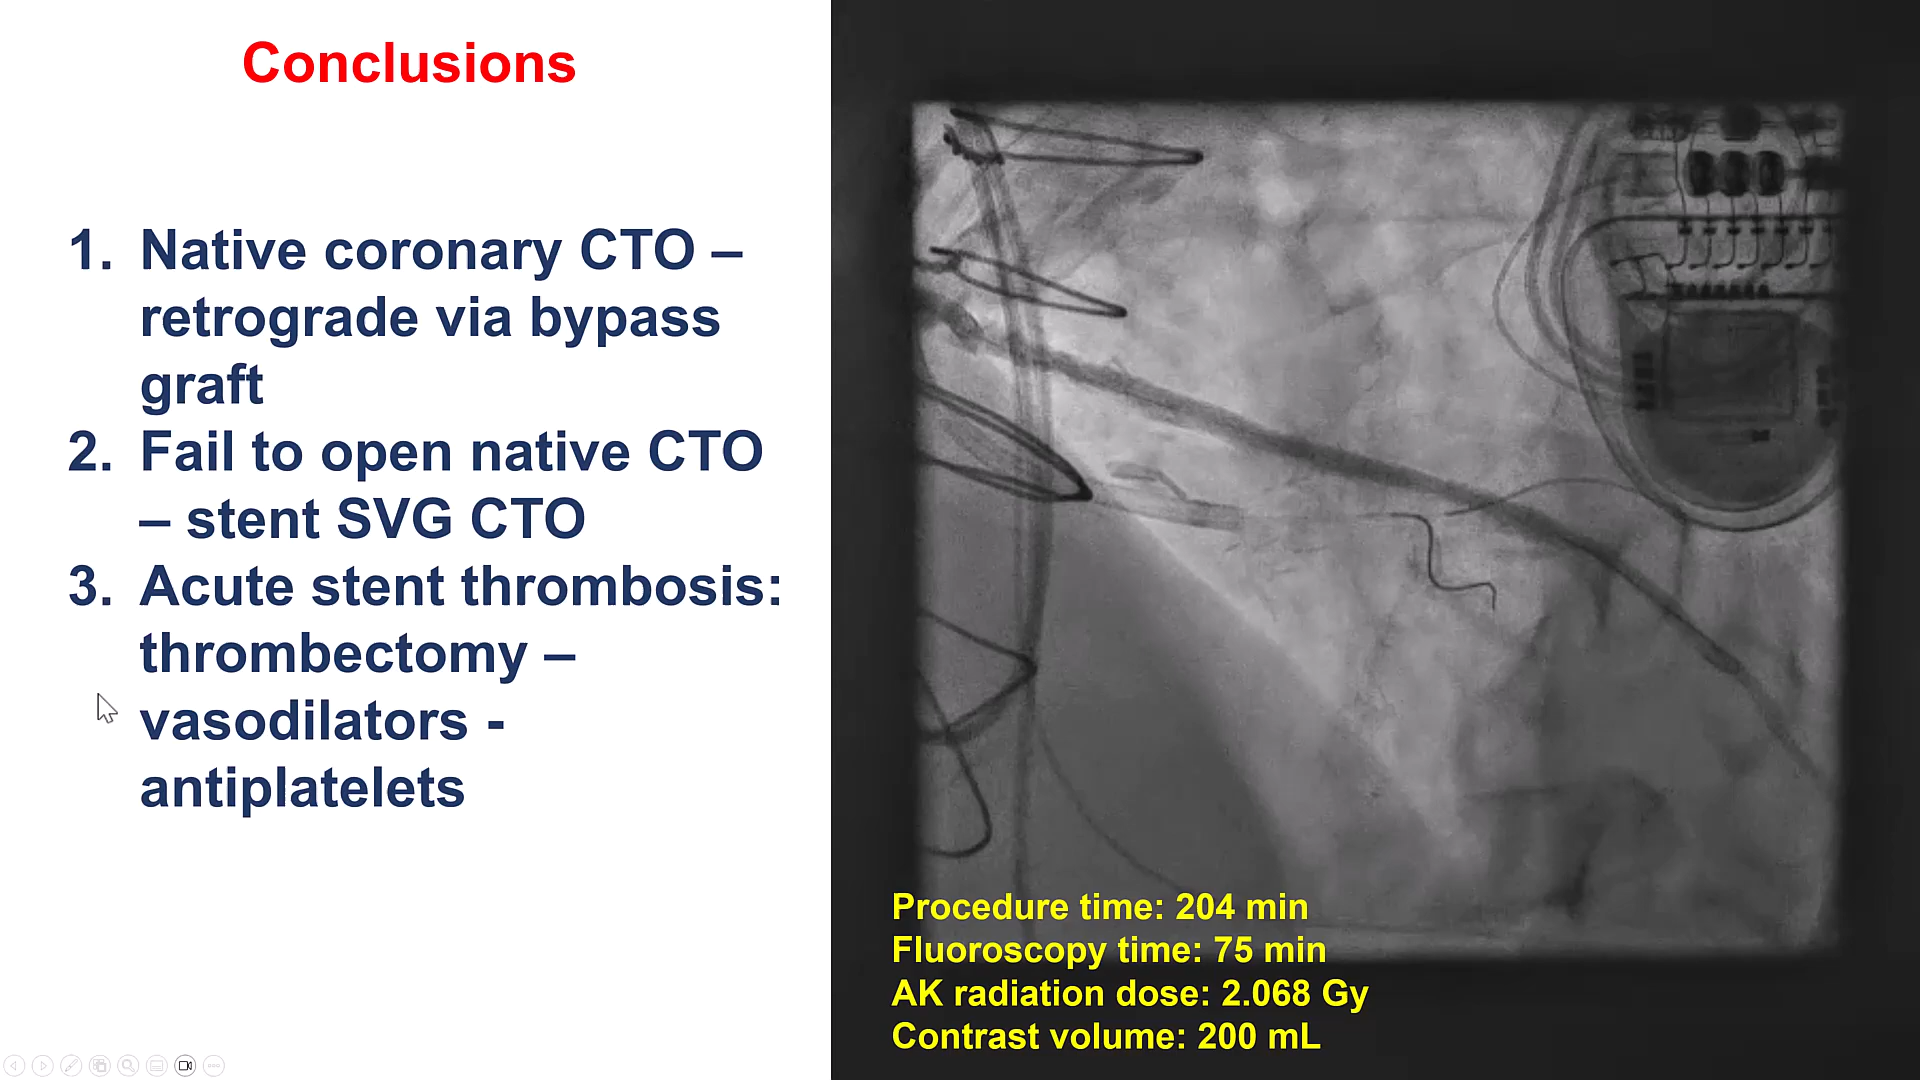 Conclusions
1. Native coronary CTO –
retrograde via bypass
graft
2. Fail to open native CTO
– stent SVG CTO
3. Acute stent thrombosis:
thrombectomy –
vasodilators -
antiplatelets
Procedure time: 204 min
Fluoroscopy time: 75 min
AK radiation dose: 2.068 Gy
Contrast volume: 200 mL